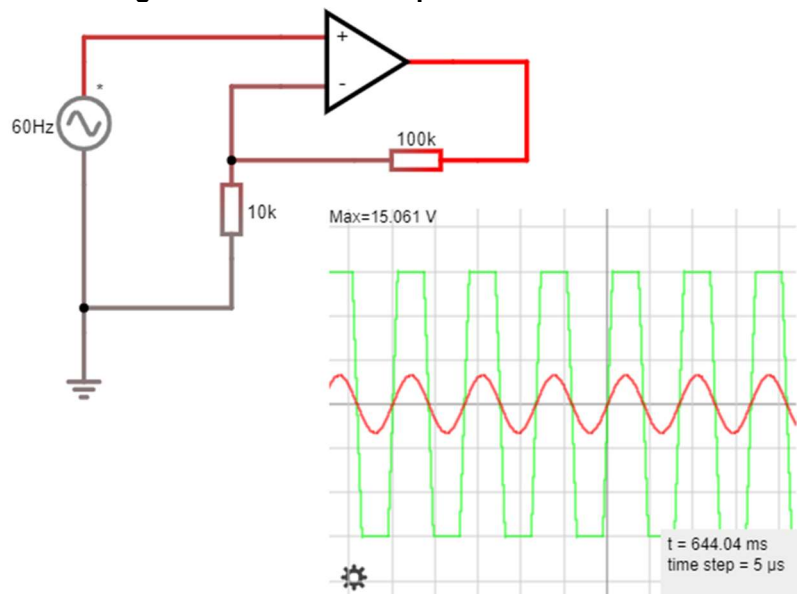 *
+
-
60Hz
100k
10k
Max=15.061 V
t = 644.04 ms
time step = 5 µs